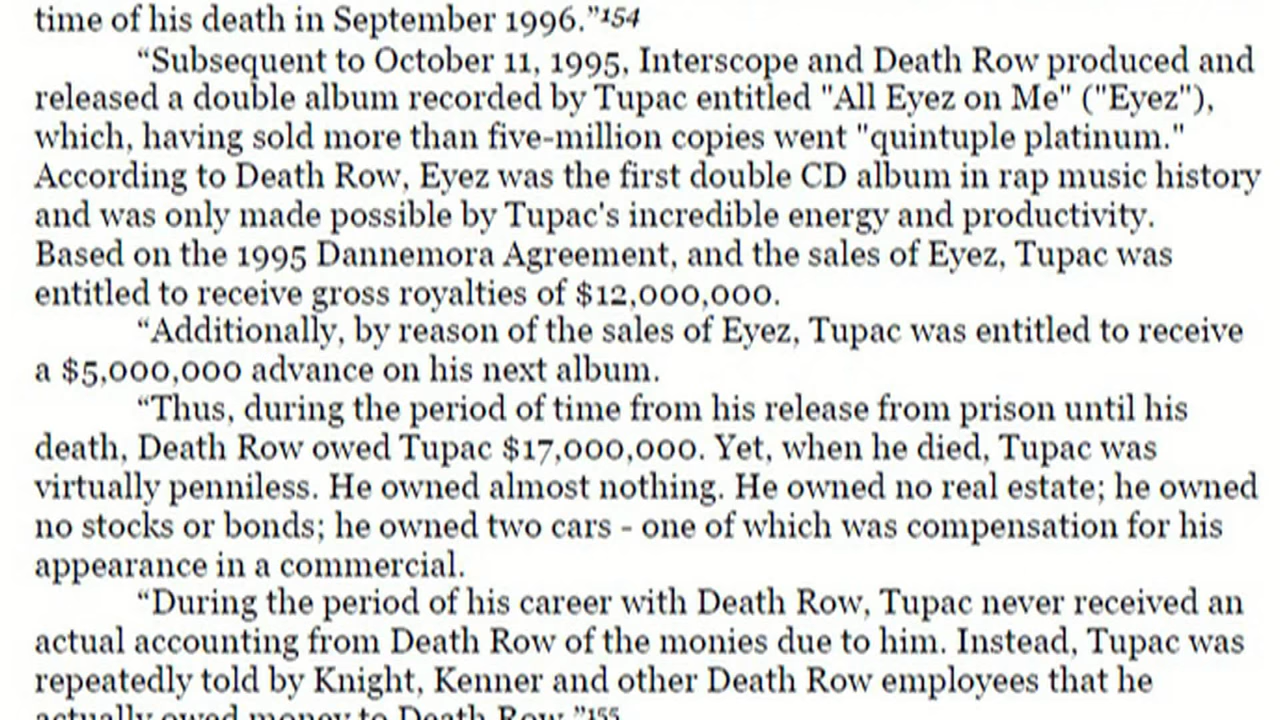 time of his death in September 1996.”154
“Subsequent to October 11, 1995, Interscope and Death Row produced and
released a double album recorded by Tupac entitled "All Eyez on Me" ("Eyez"),
which, having sold more than five-million copies went "quintuple platinum."
According to Death Row, Eyez was the first double CD album in rap music history
and was only made possible by Tupac's incredible energy and productivity.
Based on the 1995 Dannemora Agreement, and the sales of Eyez, Tupac was
entitled to receive gross royalties of $12,000,000.
“Additionally, by reason of the sales of Eyez, Tupac was entitled to receive
a $5,000,000 advance on his next album.
“Thus, during the period of time from his release from prison until his
death, Death Row owed Tupac $17,000,000. Yet, when he died, Tupac was
virtually penniless. He owned almost nothing. He owned no real estate; he owned
no stocks or bonds; he owned two cars - one of which was compensation for his
appearance in a commercial.
“During the period of his career with Death Row, Tupac never received an
actual accounting from Death Row of the monies due to him. Instead, Tupac was
repeatedly told by Knight, Kenner and other Death Row employees that he
actually owed money to Death Row.”155